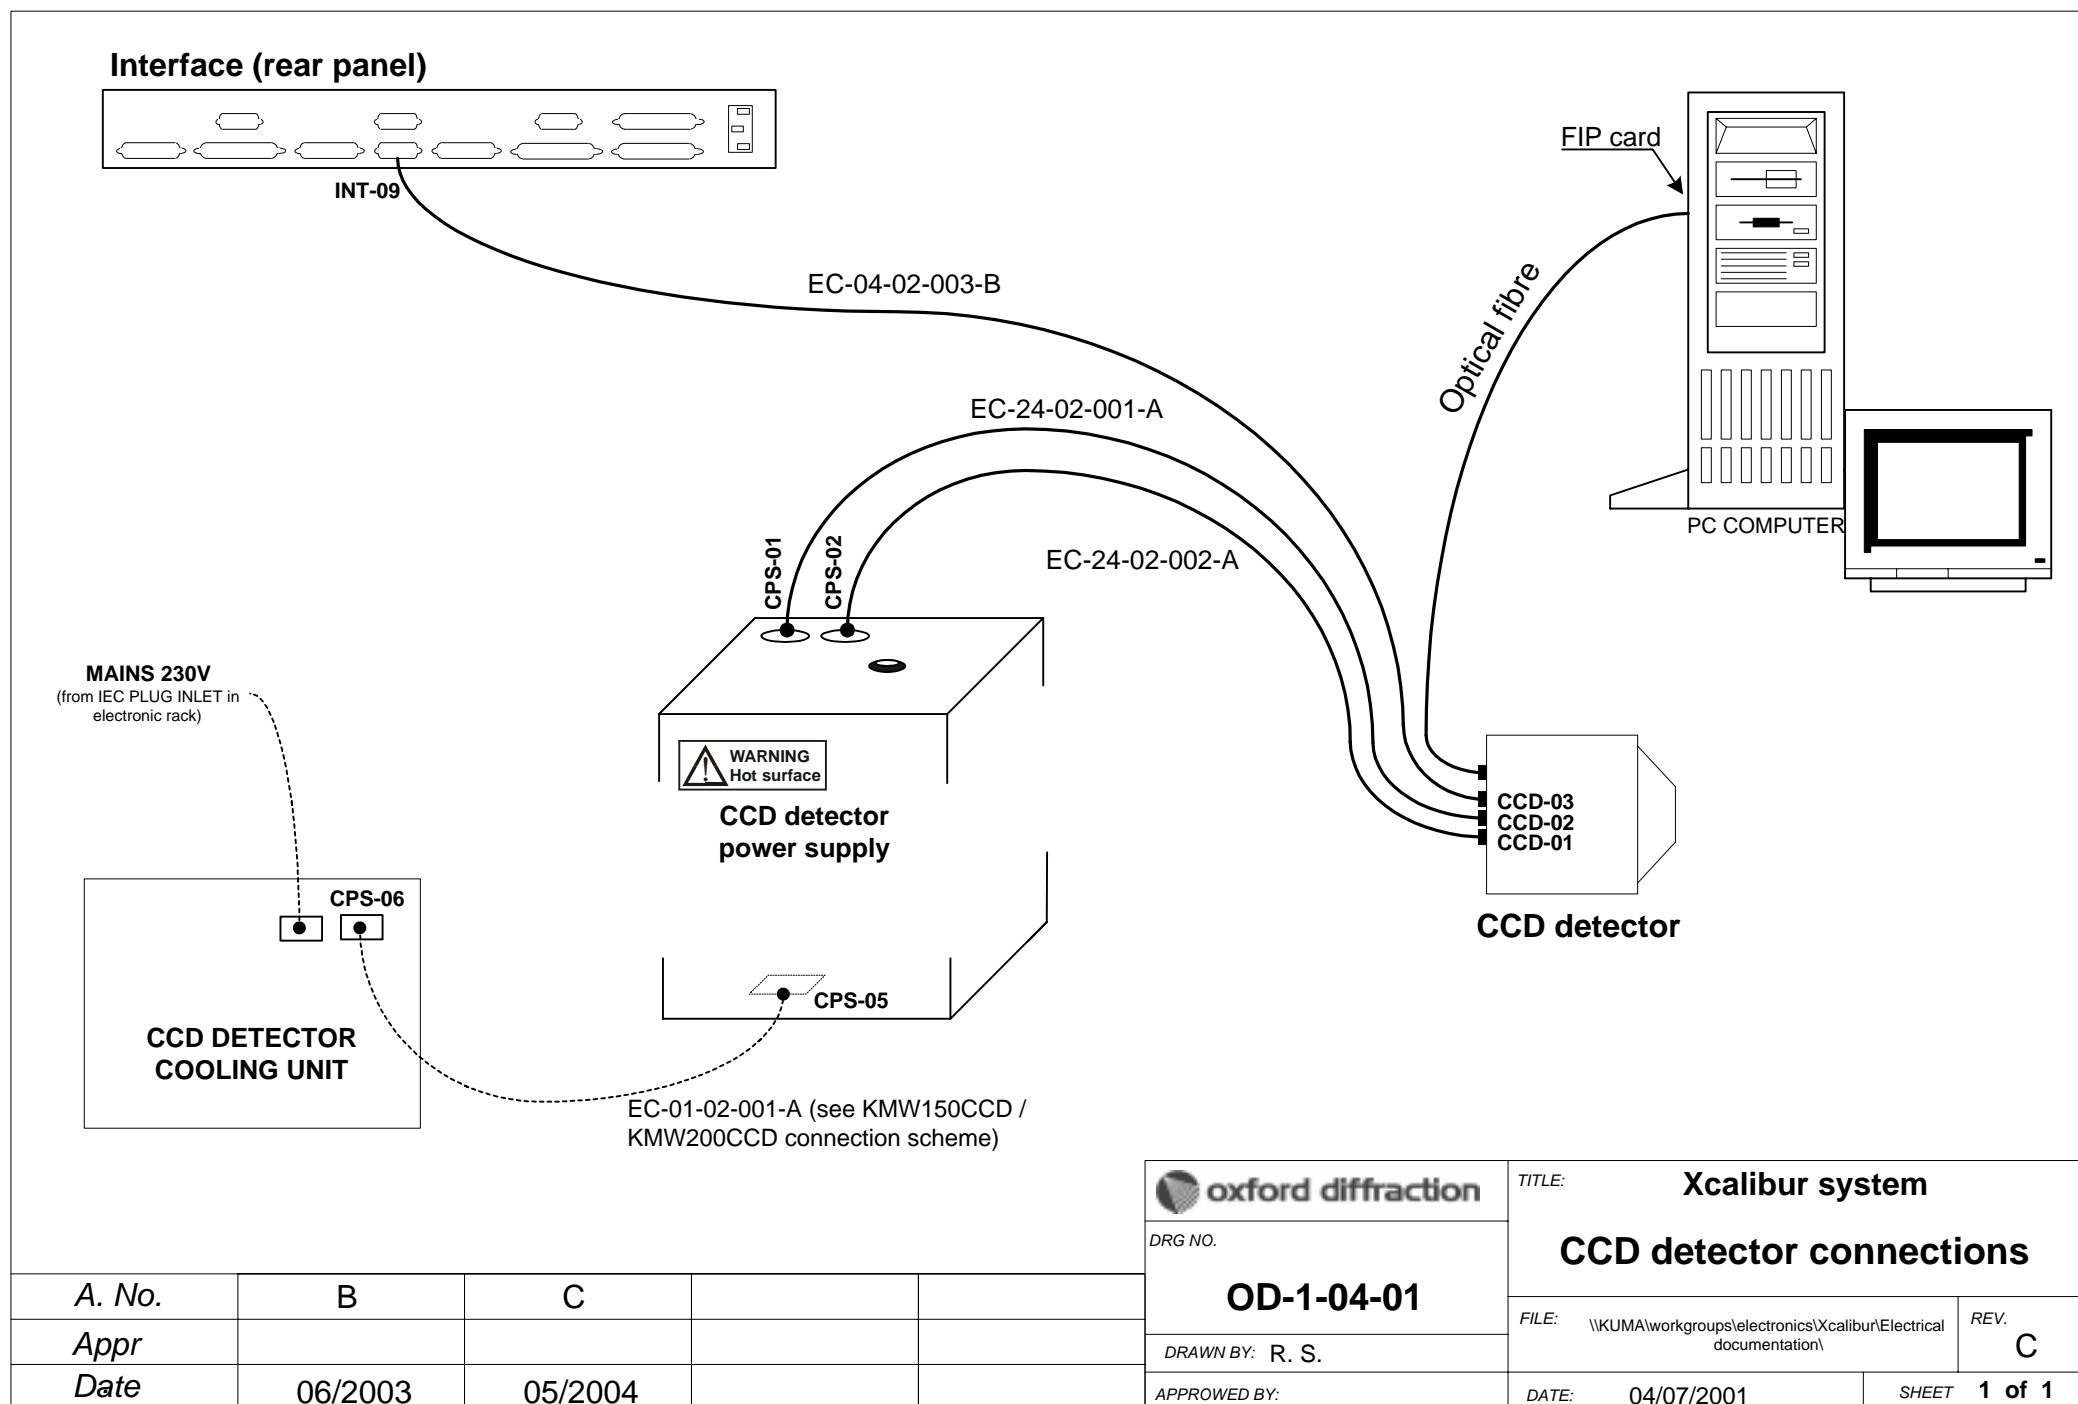 Interface (rear panel)
INT-09
FIP card
EC-04-02-003-B
Optical fibre
EC-24-02-001-A
PC COMPUTER
CPS-01
CPS-02
EC-24-02-002-A
MAINS 230V
(from IEC PLUG INLET in
electronic rack)
WARNING
Hot surface
CCD detector
power supply
CCD-03
CCD-02
CCD-01
CCD detector
CPS-06
CPS-05
CCD DETECTOR
COOLING UNIT
EC-01-02-001-A (see KMW150CCD /
KMW200CCD connection scheme)
oxford diffraction
TITLE: Xcalibur system
CCD detector connections
DRG NO.
OD-1-04-01
FILE: \\KUMA\workgroups\electronics\Xcalibur\Electrical
documentation\
REV.
C
DRAWN BY: R. S.
APPROWED BY:
DATE: 04/07/2001
SHEET 1 of 1
A. No. B C
Appr
Date 06/2003 05/2004